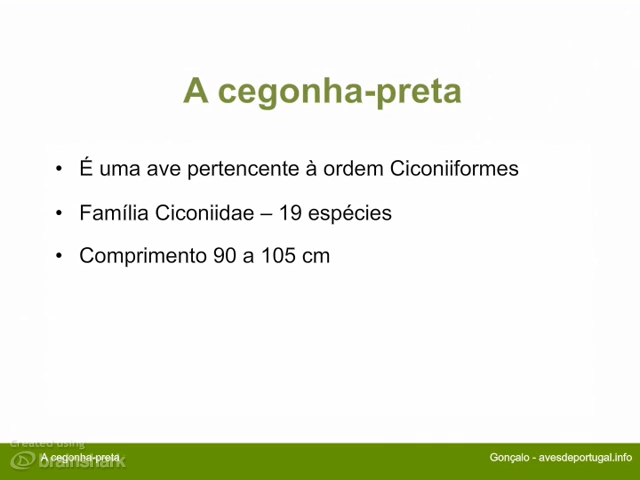 A cegonha-preta
• É uma ave pertencente à ordem Ciconiiformes
• Família Ciconiidae – 19 espécies
• Comprimento 90 a 105 cm
Created using
A cegonha-preta
brainshark
Gonçalo - avesdeportugal.info